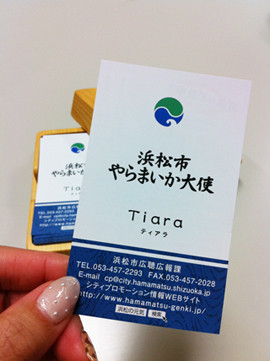 浜松市
やらまいか大使
Tiara
ティアラ
浜松市広聴広報課
TEL.053-457-2293 FAX.053-457-2028
E-mail cp@city.hamamatsu.shizuoka.jp
シティプロモーション情報WEBサイト
http://www.hamamatsu-genki.jp/
浜松の元気 検索
浜松市
やらまいか大使
Tiara